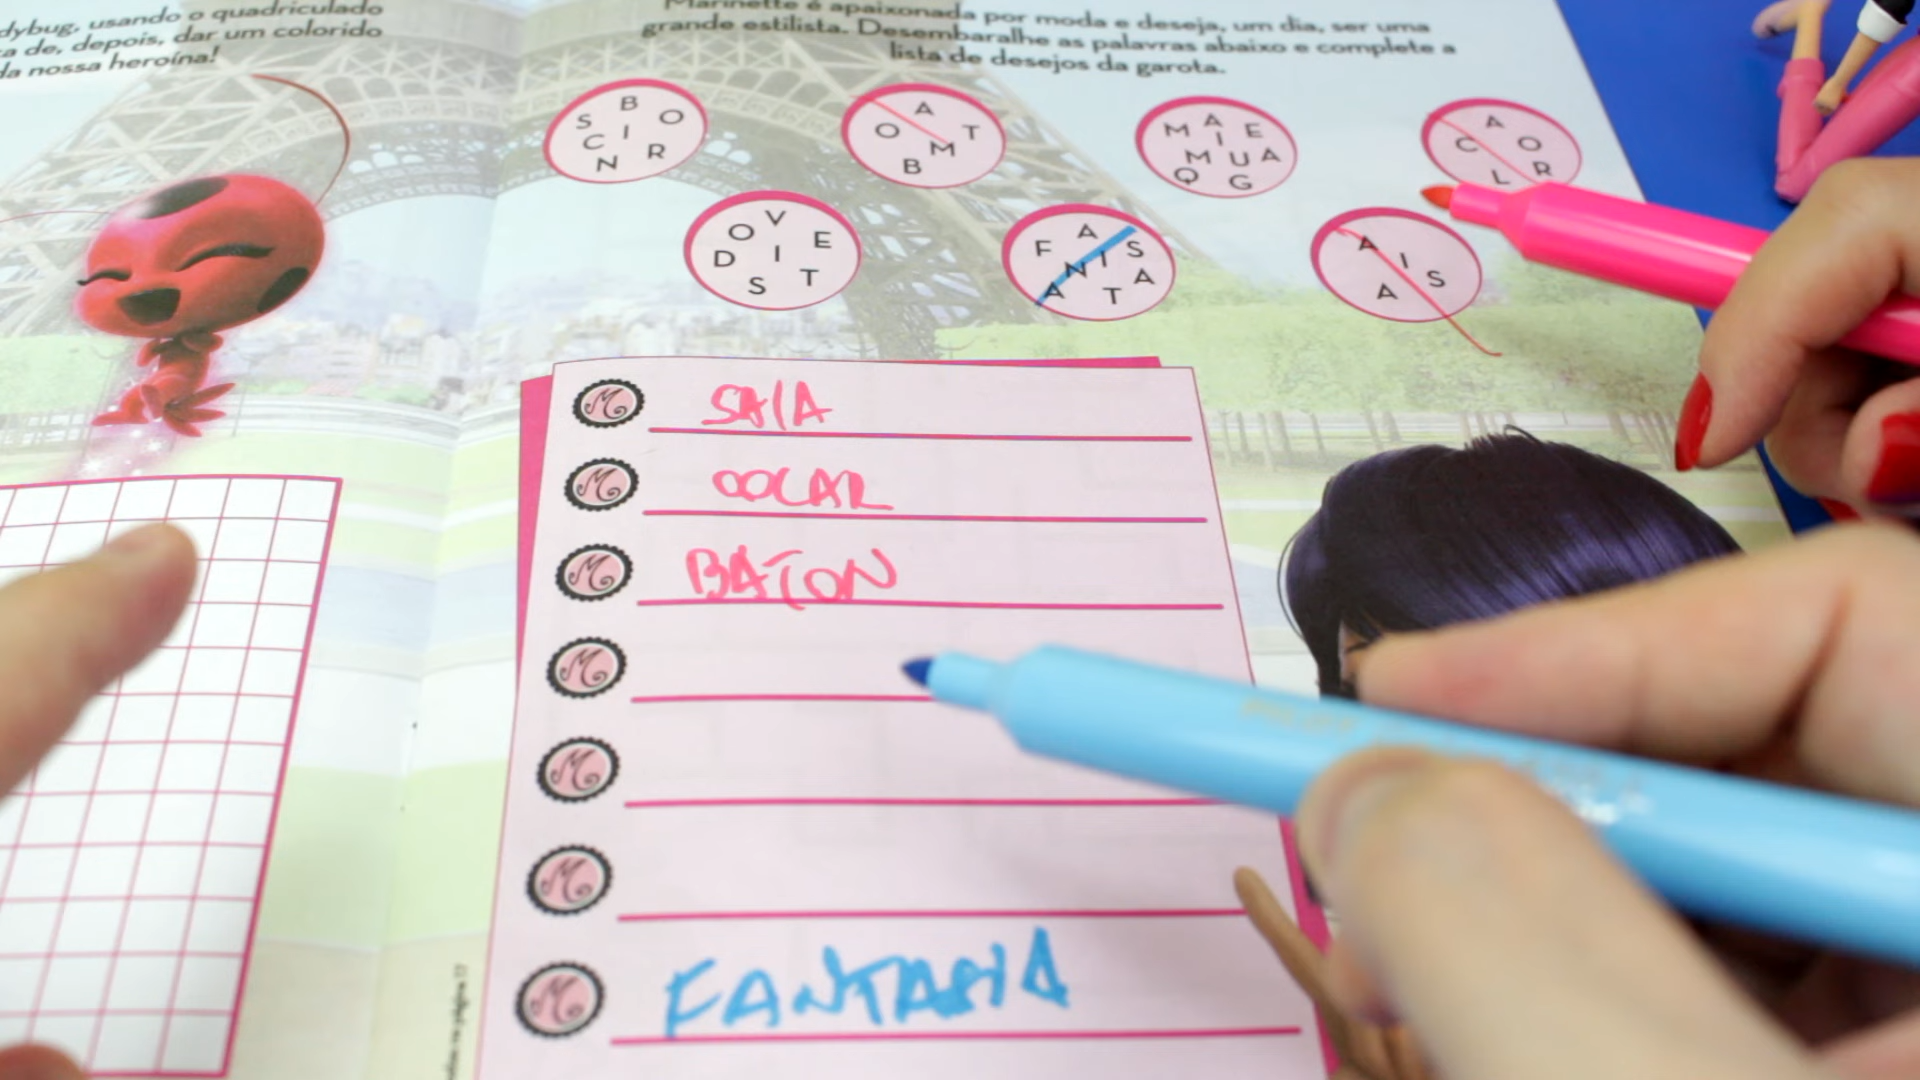 dybug, usando o quadriculado
a de, depois, dar um colorido
da nossa heroína!
Marinette é apaixonada por moda e deseja, um dia, ser uma
grande estilista. Desembaralhe as palavras abaixo e complete a
lista de desejos da garota.
B S O C I N R
A O T M B
M A E I M U A Q G
A C O L R
V O E D I S T
A F S N I A A T
A I A S
M SAIA
M COLAR
M BATON
M
M
M
M FANTASIA